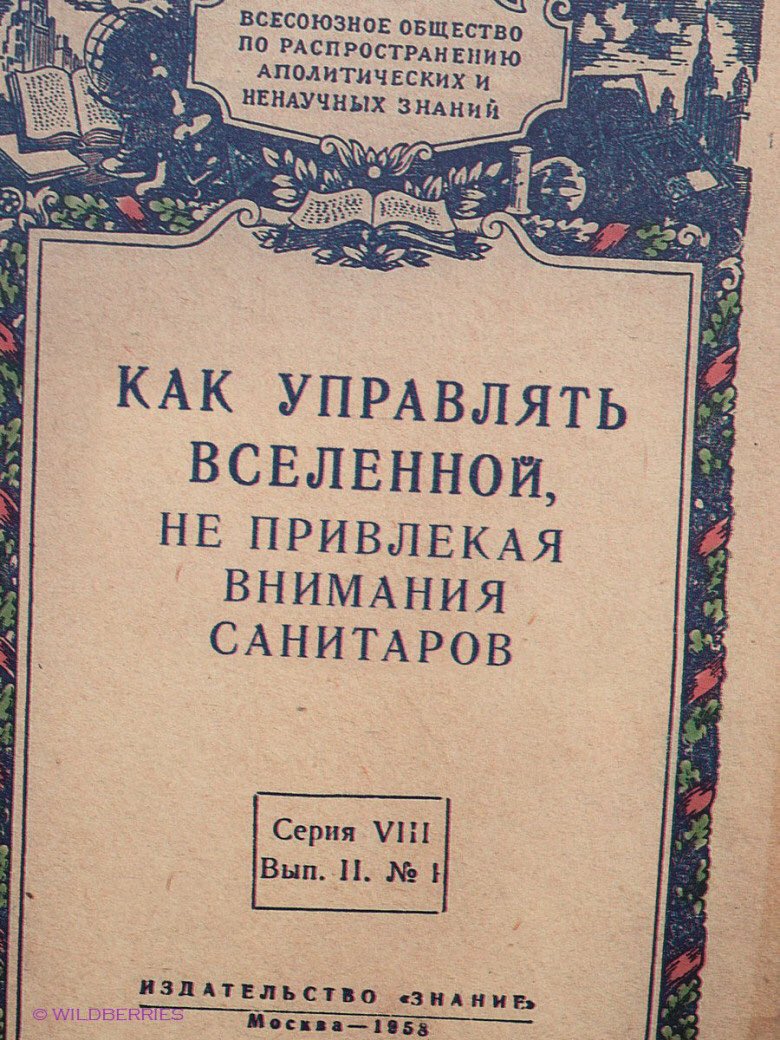 ВСЕСОЮЗНОЕ ОБЩЕСТВО
ПО РАСПРОСТРАНЕНИЮ
АПОЛИТИЧЕСКИХ И
НЕНАУЧНЫХ ЗНАНИЙ
КАК УПРАВЛЯТЬ
ВСЕЛЕННОЙ,
НЕ ПРИВЛЕКАЯ
ВНИМАНИЯ
САНИТАРОВ
Серия VIII
Вып. II. № 1
ИЗДАТЕЛЬСТВО «ЗНАНИЕ»
Москва—1958
© WILDBERRIES